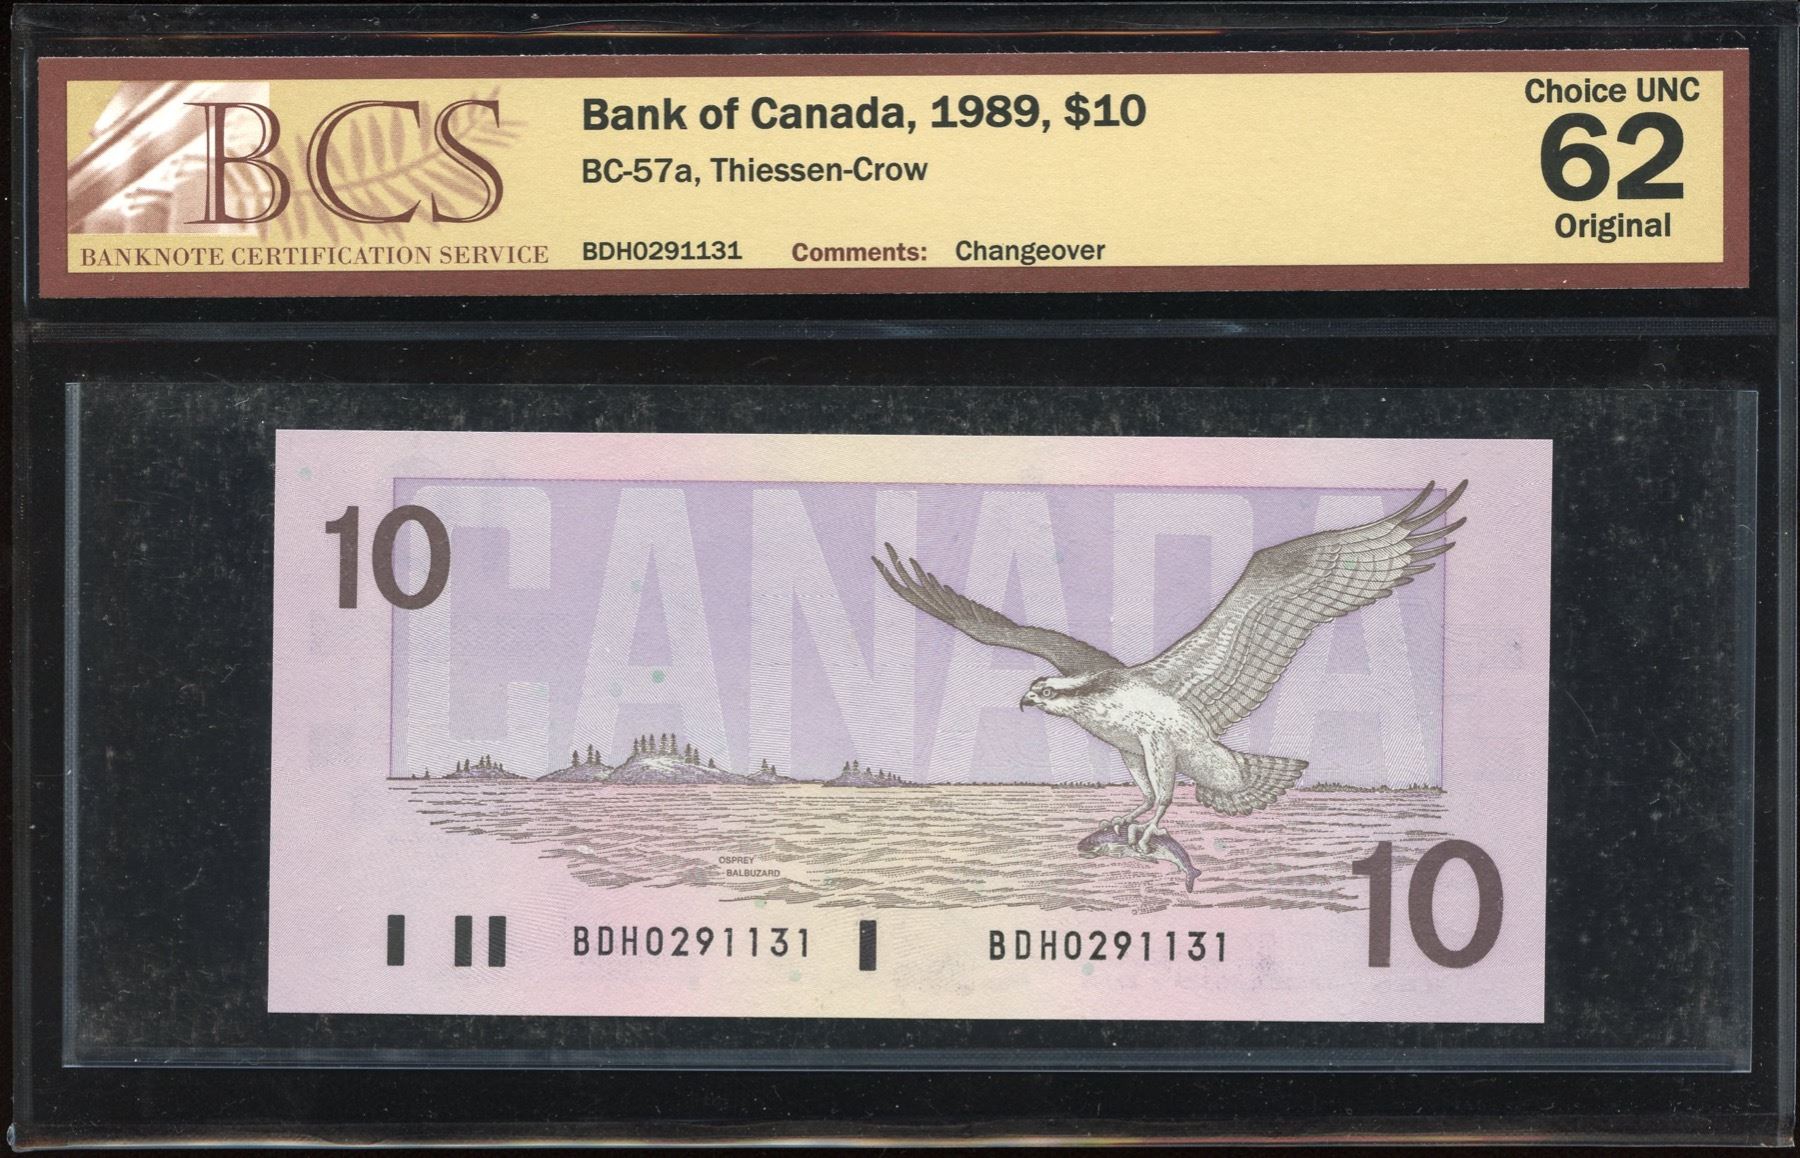 BCS
BANKNOTE CERTIFICATION SERVICE
Bank of Canada, 1989, $10
BC-57a, Thiessen-Crow
BDH0291131 Comments: Changeover
Choice UNC
62
Original
10
CANADA
OSPREY
BALBUZARD
BDH0291131
BDH0291131
10